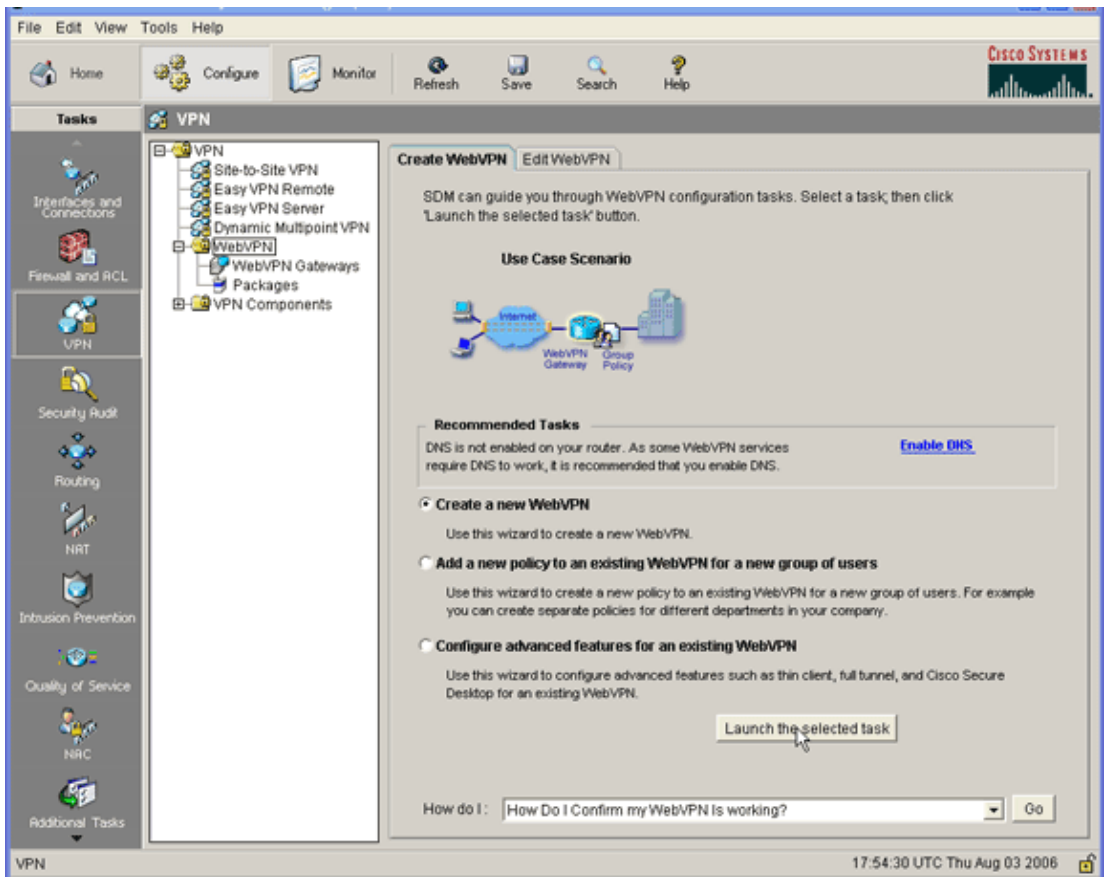 File Edit View Tools Help
Home
Configure
Monitor
Refresh
Save
Search
Help
CISCO SYSTEMS
Tasks
VPN
Interfaces and
Connections
Firewall and ACL
VPN
Security Audit
Routing
NAT
Intrusion Prevention
Quality of Service
NAC
Additional Tasks
VPN
Site-to-Site VPN
Easy VPN Remote
Easy VPN Server
Dynamic Multipoint VPN
WebVPN
WebVPN Gateways
Packages
VPN Components
Create WebVPN
Edit WebVPN
SDM can guide you through WebVPN configuration tasks. Select a task; then click
'Launch the selected task' button.
Use Case Scenario
Internet
WebVPN
Gateway
Group
Policy
Recommended Tasks
DNS is not enabled on your router. As some WebVPN services
require DNS to work, it is recommended that you enable DNS.
Enable DNS
Create a new WebVPN
Use this wizard to create a new WebVPN.
Add a new policy to an existing WebVPN for a new group of users
Use this wizard to create a new policy to an existing WebVPN for a new group of users. For example
you can create separate policies for different departments in your company.
Configure advanced features for an existing WebVPN
Use this wizard to configure advanced features such as thin client, full tunnel, and Cisco Secure
Desktop for an existing WebVPN.
Launch the selected task
How do I : How Do I Confirm my WebVPN Is working? Go
VPN
17:54:30 UTC Thu Aug 03 2006